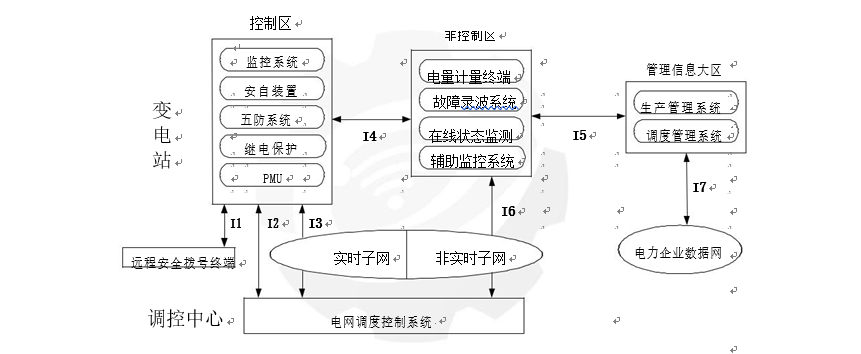 控制区
非控制区
管理信息大区
变电站
监控系统
安自装置
五防系统
继电保护
PMU
电量计量终端
故障录波系统
在线状态监测
辅助监控系统
生产管理系统
调度管理系统
I4
I5
I1
I2
I3
I6
I7
远程安全拨号终端
实时子网
非实时子网
电力企业数据网
调控中心
电网调度控制系统